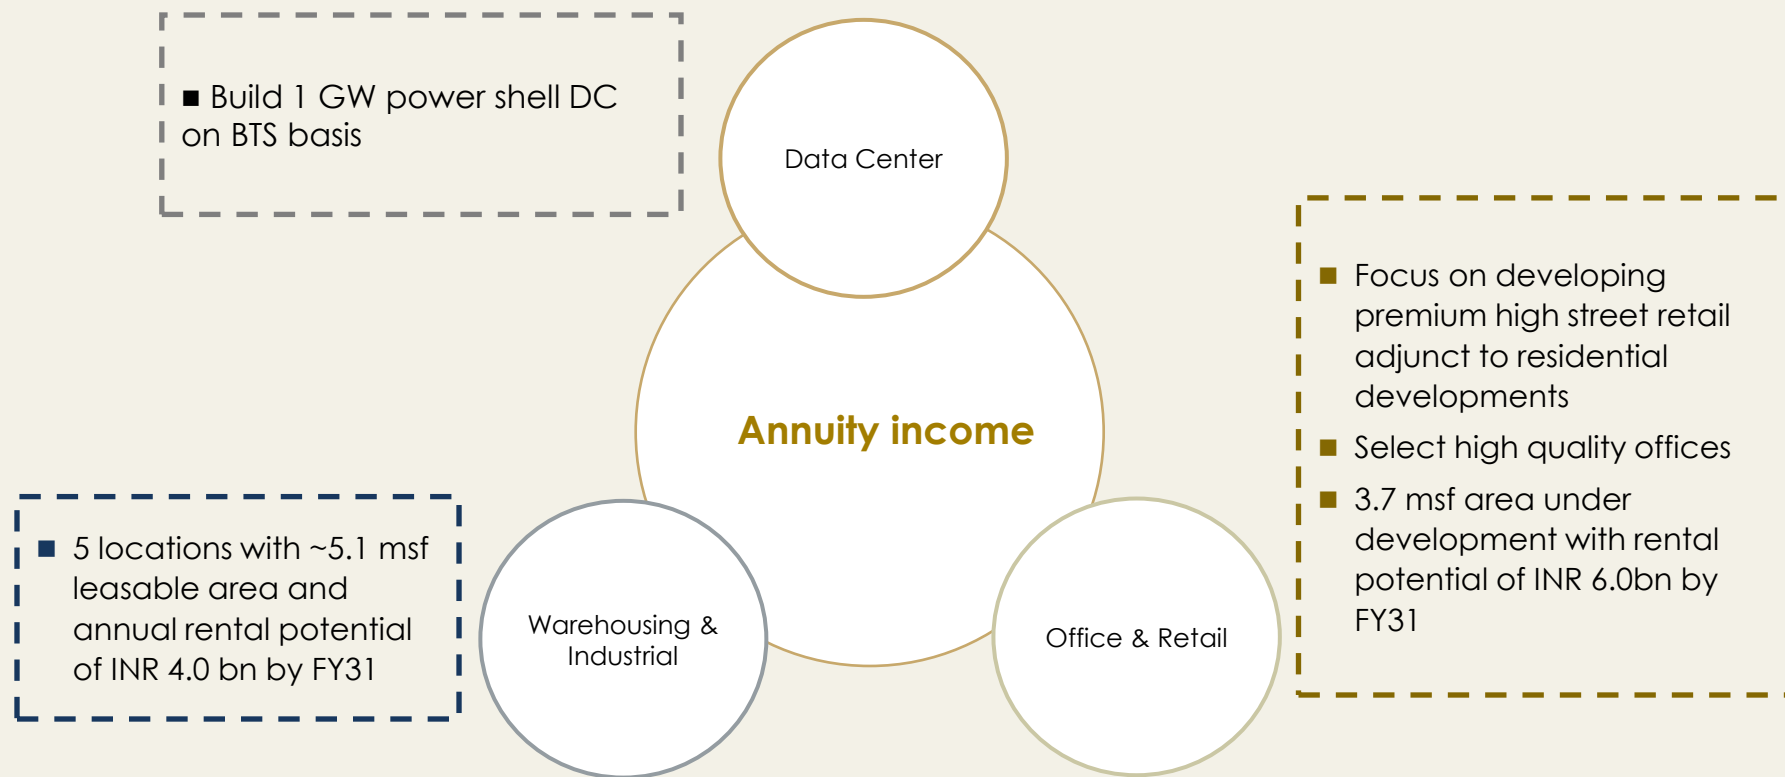 ■ Build 1 GW power shell DC
on BTS basis
Data Center
Annuity income
■ Focus on developing
premium high street retail
adjunct to residential
developments
■ Select high quality offices
■ 3.7 msf area under
development with rental
potential of INR 6.0bn by
FY31
■ 5 locations with ~5.1 msf
leasable area and
annual rental potential
of INR 4.0 bn by FY31
Warehousing &
Industrial
Office & Retail